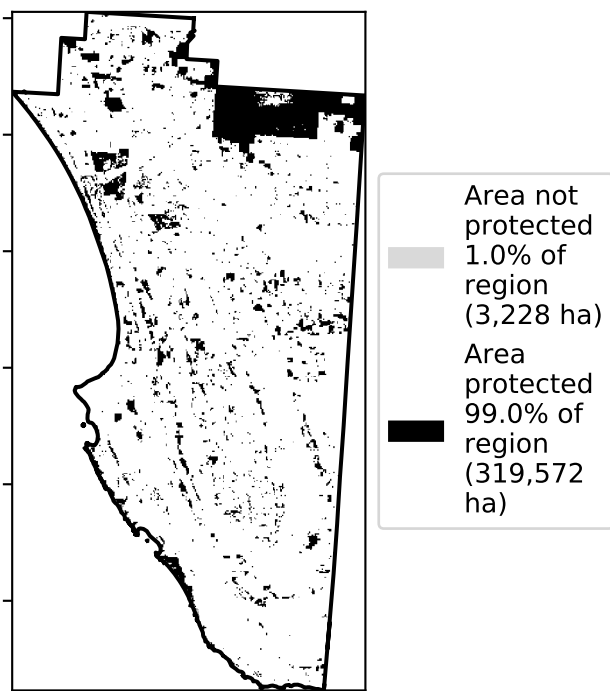 Area not
protected
1.0% of
region
(3,228 ha)
Area
protected
99.0% of
region
(319,572
ha)